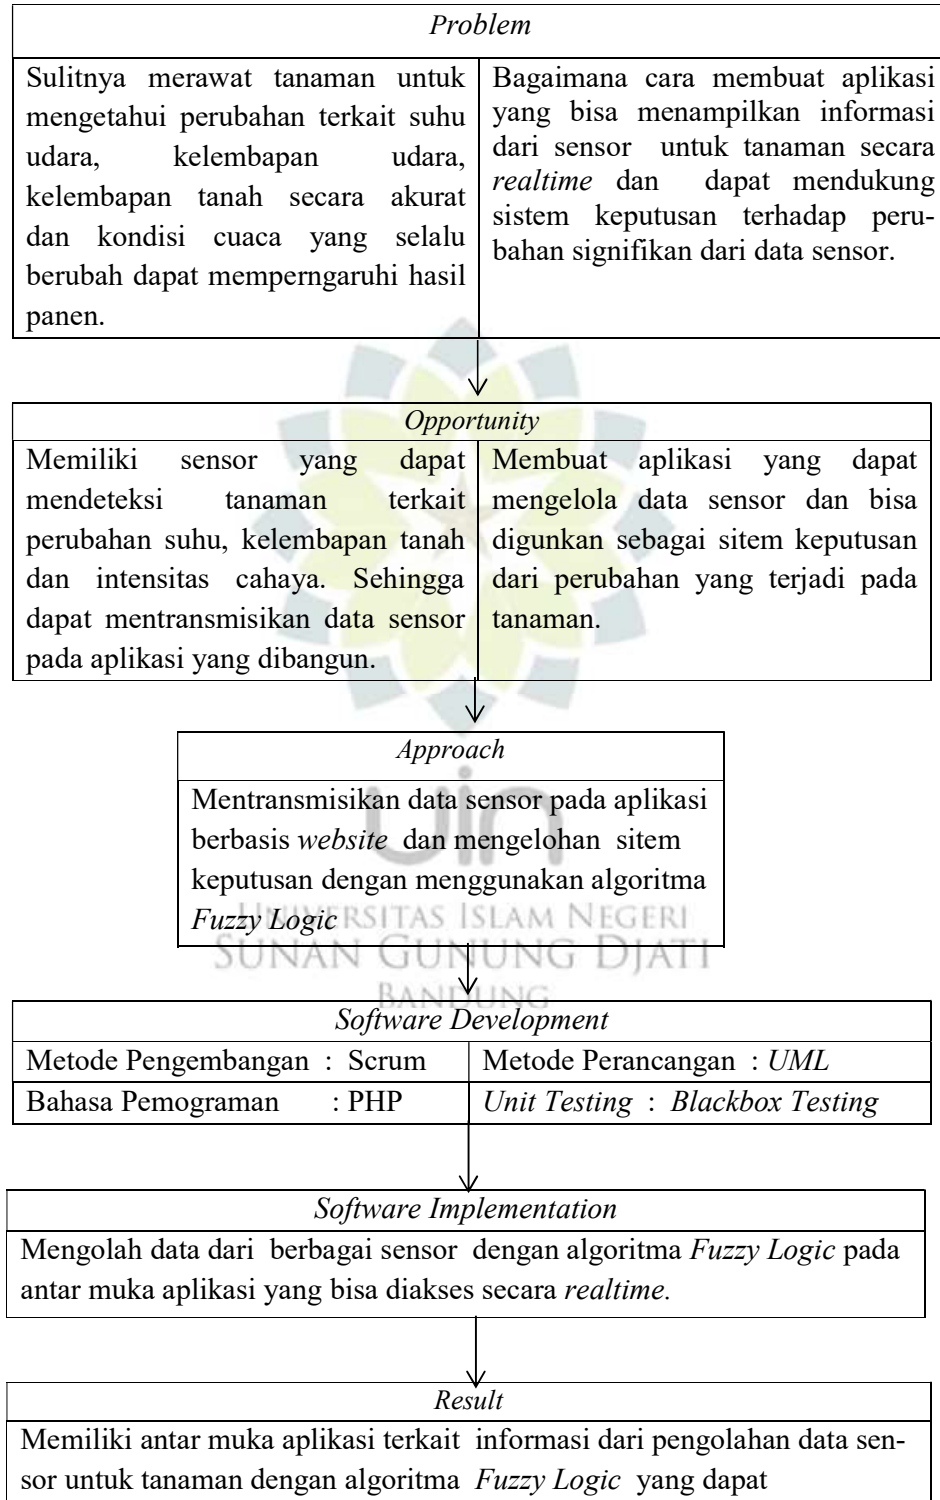 Problem
Sulitnya merawat tanaman untuk
mengetahui perubahan terkait suhu
udara, kelembapan udara,
kelembapan tanah secara akurat
dan kondisi cuaca yang selalu
berubah dapat memperngaruhi hasil
panen.
Bagaimana cara membuat aplikasi
yang bisa menampilkan informasi
dari sensor untuk tanaman secara
realtime dan dapat mendukung
sistem keputusan terhadap peru-
bahan signifikan dari data sensor.
Opportunity
Memiliki sensor yang dapat
mendeteksi tanaman terkait
perubahan suhu, kelembapan tanah
dan intensitas cahaya. Sehingga
dapat mentransmisikan data sensor
pada aplikasi yang dibangun.
Membuat aplikasi yang dapat
mengelola data sensor dan bisa
digunkan sebagai sitem keputusan
dari perubahan yang terjadi pada
tanaman.
Approach
Mentransmisikan data sensor pada aplikasi
berbasis website dan mengelohan sitem
keputusan dengan menggunakan algoritma
Fuzzy Logic
uin
UNIVERSITAS ISLAM NEGERI
SUNAN GUNUNG DJATI
BANDUNG
Software Development
Metode Pengembangan : Scrum
Metode Perancangan : UML
Bahasa Pemograman : PHP
Unit Testing : Blackbox Testing
Software Implementation
Mengolah data dari berbagai sensor dengan algoritma Fuzzy Logic pada
antar muka aplikasi yang bisa diakses secara realtime.
Result
Memiliki antar muka aplikasi terkait informasi dari pengolahan data sen-
sor untuk tanaman dengan algoritma Fuzzy Logic yang dapat